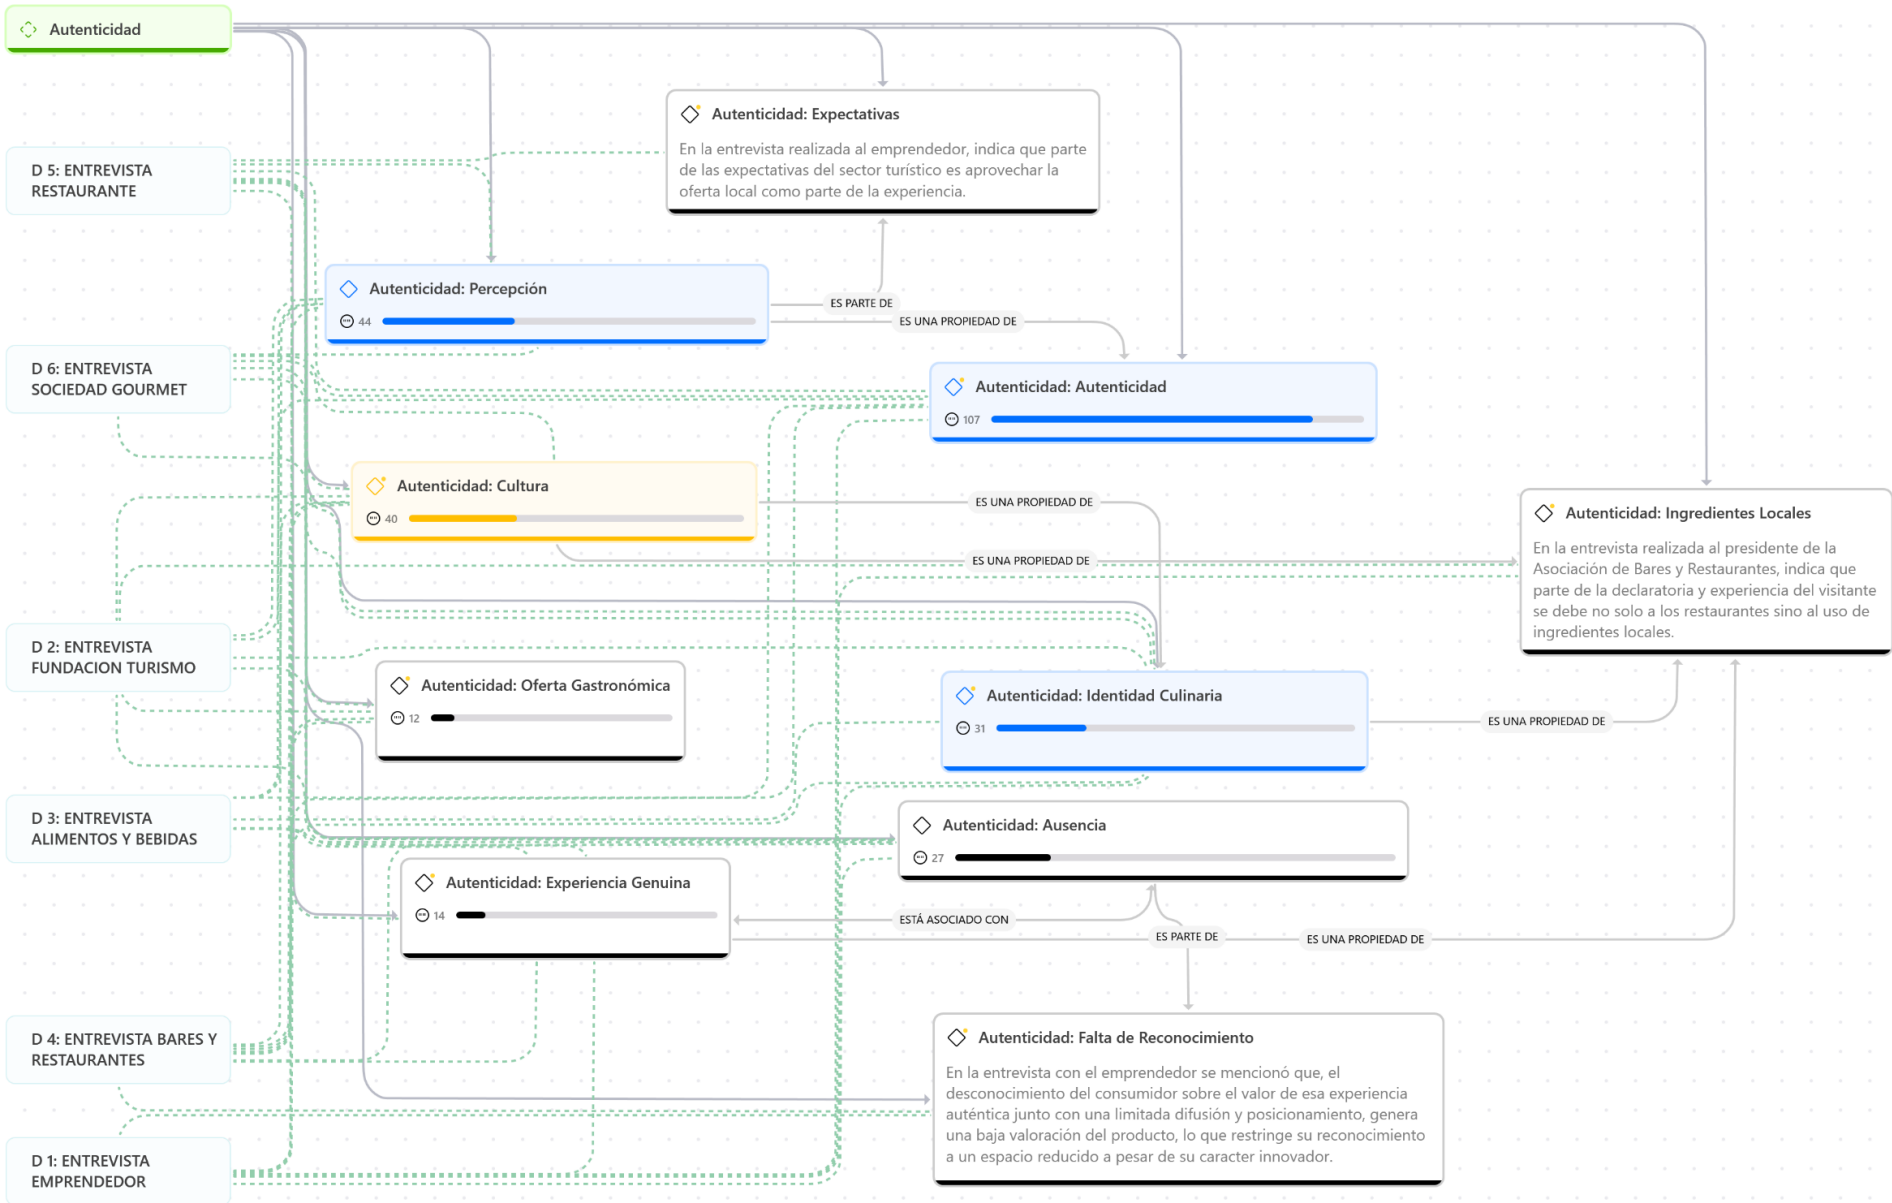 Autenticidad
Autenticidad: Expectativas
En la entrevista realizada al emprendedor, indica que parte
de las expectativas del sector turístico es aprovechar la
oferta local como parte de la experiencia.
D 5: ENTREVISTA
RESTAURANTE
Autenticidad: Percepción
44
ES PARTE DE
ES UNA PROPIEDAD DE
D 6: ENTREVISTA
SOCIEDAD GOURMET
Autenticidad: Autenticidad
107
Autenticidad: Cultura
40
ES UNA PROPIEDAD DE
ES UNA PROPIEDAD DE
Autenticidad: Ingredientes Locales
En la entrevista realizada al presidente de la
Asociación de Bares y Restaurantes, indica que
parte de la declaratoria y experiencia del visitante
se debe no solo a los restaurantes sino al uso de
ingredientes locales.
D 2: ENTREVISTA
FUNDACION TURISMO
Autenticidad: Oferta Gastronómica
12
Autenticidad: Identidad Culinaria
31
ES UNA PROPIEDAD DE
D 3: ENTREVISTA
ALIMENTOS Y BEBIDAS
Autenticidad: Ausencia
27
Autenticidad: Experiencia Genuina
14
ESTÁ ASOCIADO CON
ES PARTE DE
ES UNA PROPIEDAD DE
D 4: ENTREVISTA BARES Y
RESTAURANTES
Autenticidad: Falta de Reconocimiento
En la entrevista con el emprendedor se mencionó que, el
desconocimiento del consumidor sobre el valor de esa experiencia
auténtica junto con una limitada difusión y posicionamiento, genera
una baja valoración del producto, lo que restringe su reconocimiento
a un espacio reducido a pesar de su caracter innovador.
D 1: ENTREVISTA
EMPRENDEDOR